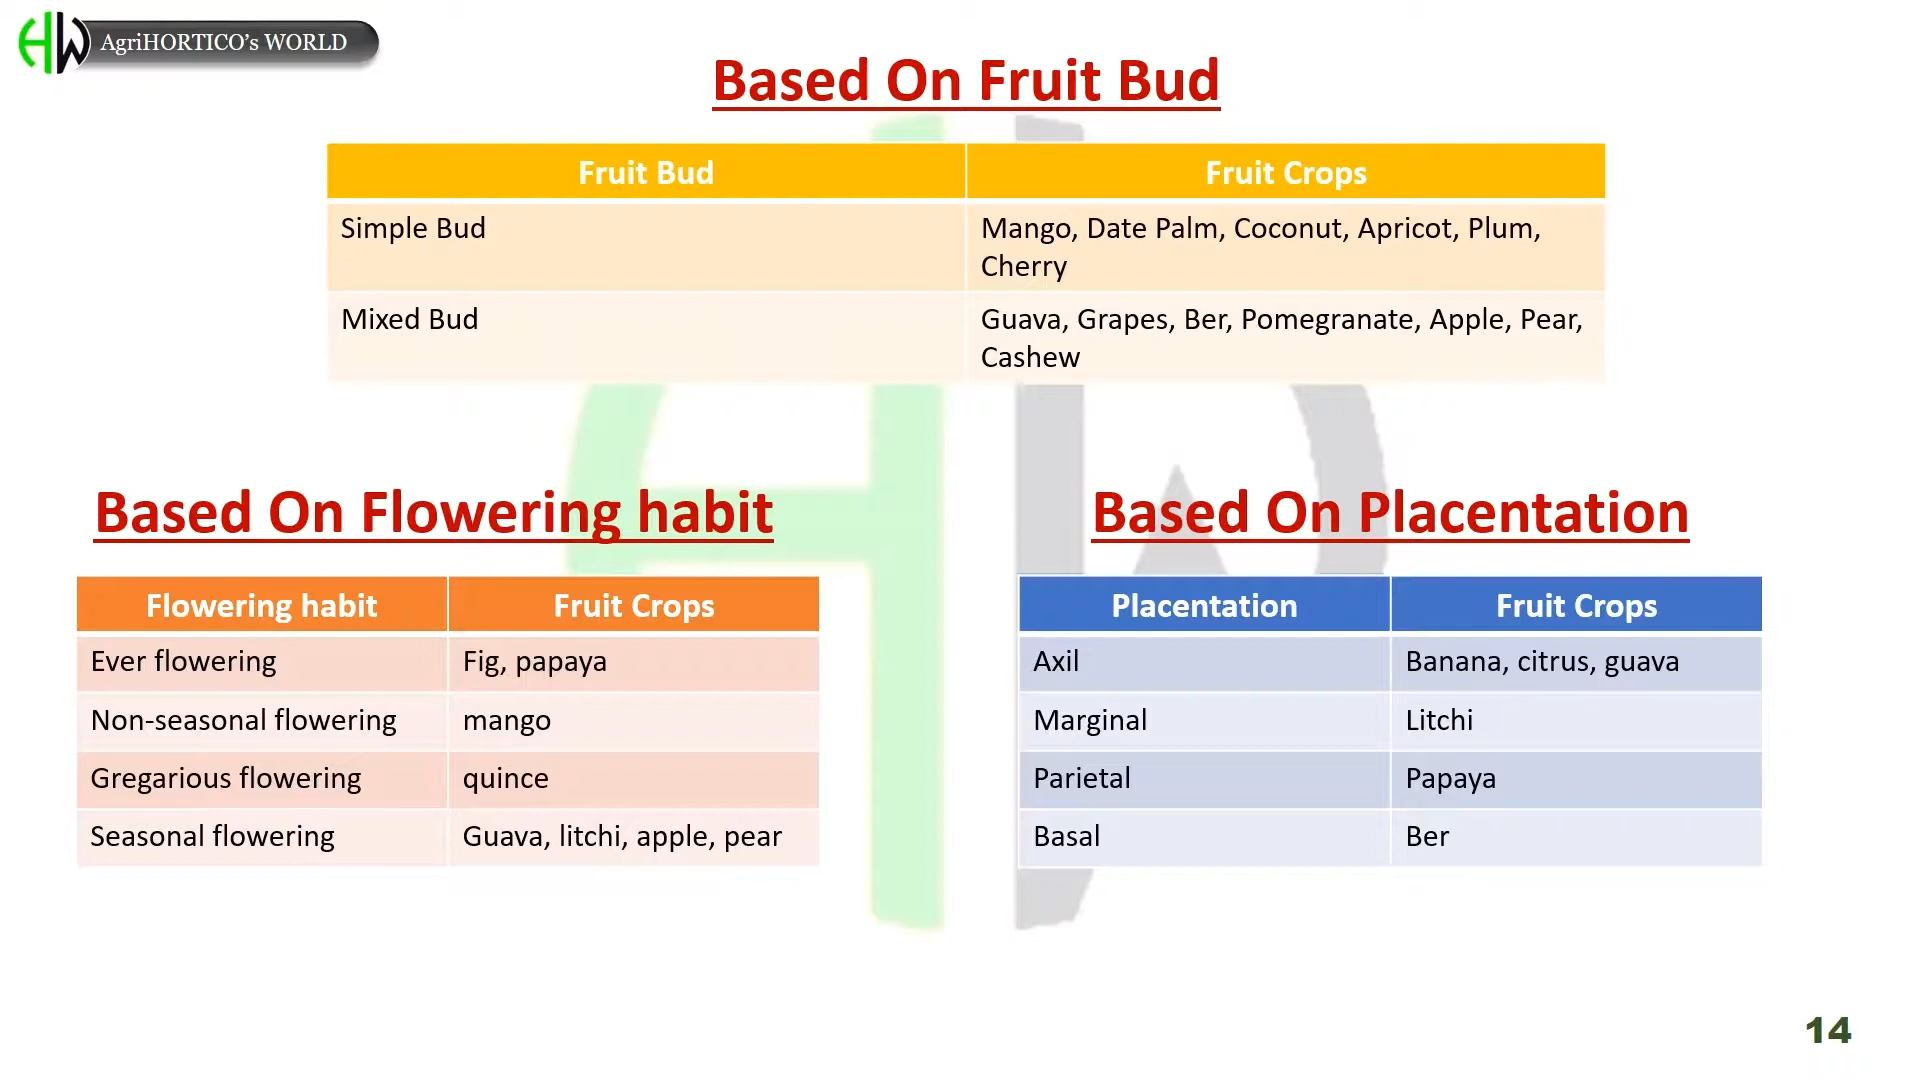 AgriHORTICO's WORLD
Based On Fruit Bud
Fruit Bud Fruit Crops
Simple Bud Mango, Date Palm, Coconut, Apricot, Plum,
Cherry
Mixed Bud Guava, Grapes, Ber, Pomegranate, Apple, Pear,
Cashew
Based On Flowering habit
Flowering habit Fruit Crops
Ever flowering Fig, papaya
Non-seasonal flowering mango
Gregarious flowering quince
Seasonal flowering Guava, litchi, apple, pear
Based On Placentation
Placentation Fruit Crops
Axil Banana, citrus, guava
Marginal Litchi
Parietal Papaya
Basal Ber
14